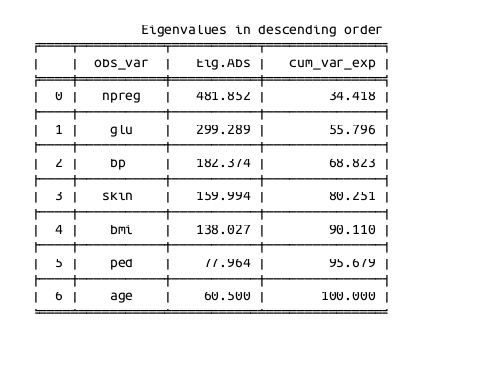 Eigenvalues in descending order
obs_var Eig.Abs cum_var_exp
0 npreg 481.852 34.418
1 glu 299.289 55.796
2 bp 182.374 68.823
3 skin 159.994 80.251
4 bmi 138.027 90.110
5 ped 77.964 95.679
6 age 60.500 100.000